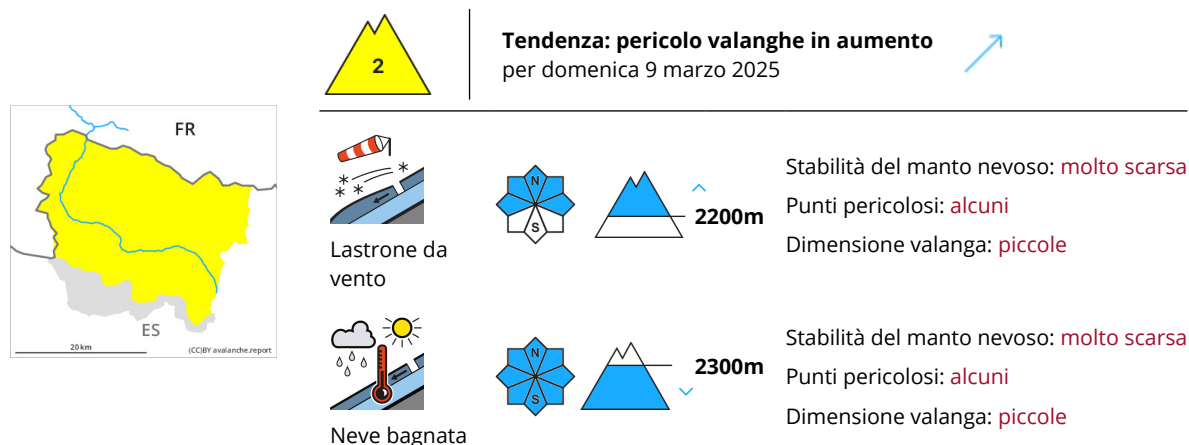 2
Tendenza: pericolo valanghe in aumento
per domenica 9 marzo 2025
FR
ES
20 km
(CC)BY avalanche.report
N
S
2200m
Lastrone da
vento
Stabilità del manto nevoso: molto scarsa
Punti pericolosi: alcuni
Dimensione valanga: piccole
N
S
2300m
Neve bagnata
Stabilità del manto nevoso: molto scarsa
Punti pericolosi: alcuni
Dimensione valanga: piccole